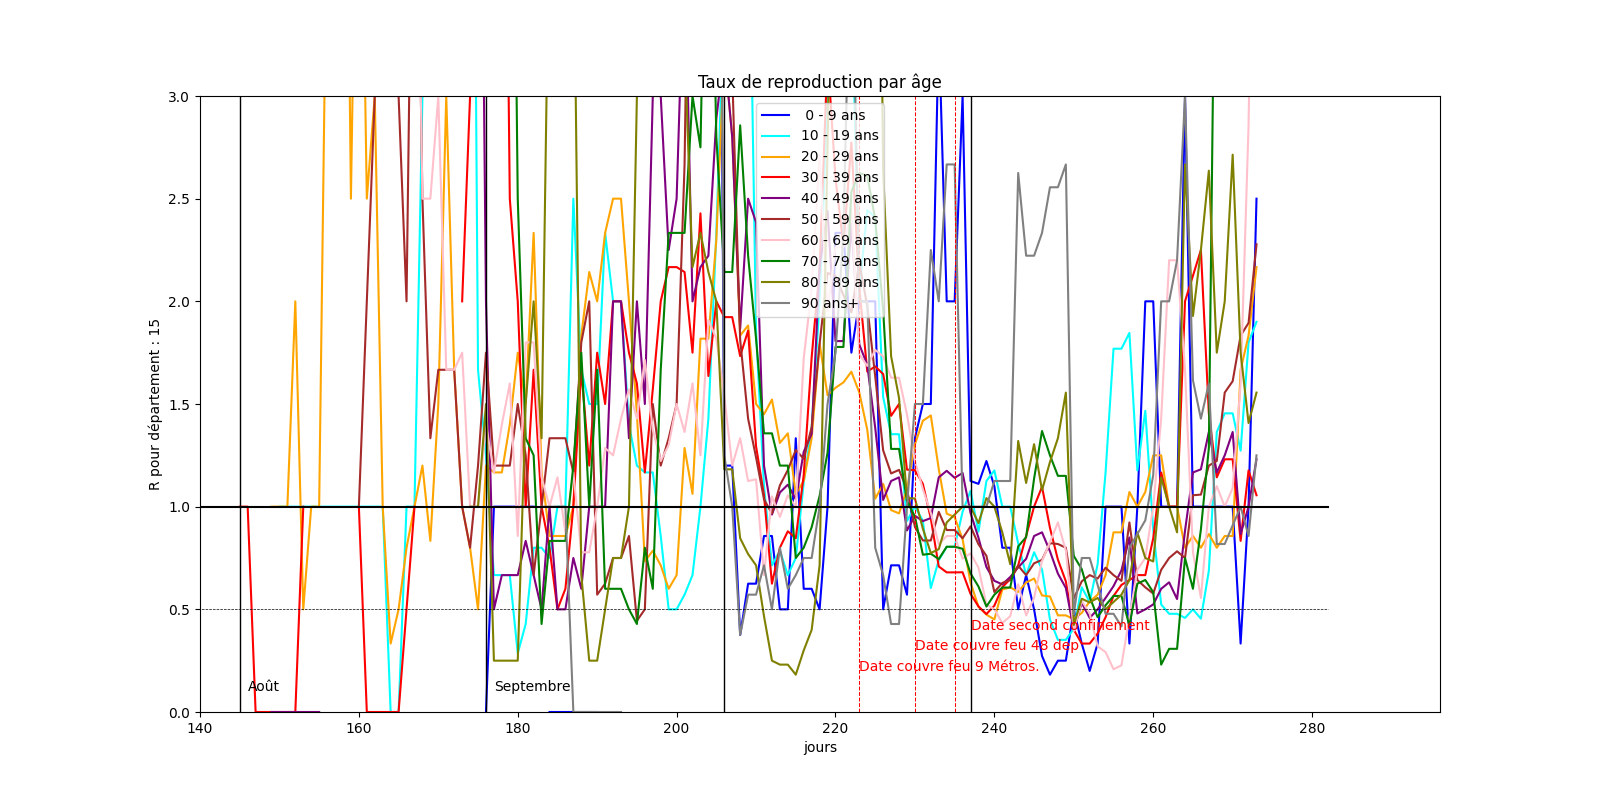 Taux de reproduction par âge
R pour département : 15
3.0
2.5
2.0
1.5
1.0
0.5
0.0
0 - 9 ans
10 - 19 ans
20 - 29 ans
30 - 39 ans
40 - 49 ans
50 - 59 ans
60 - 69 ans
70 - 79 ans
80 - 89 ans
90 ans+
Date second confinement
Date couvre feu 48 dep
Date couvre feu 9 Métros.
Août
Septembre
140
160
180
200
220
240
260
280
jours